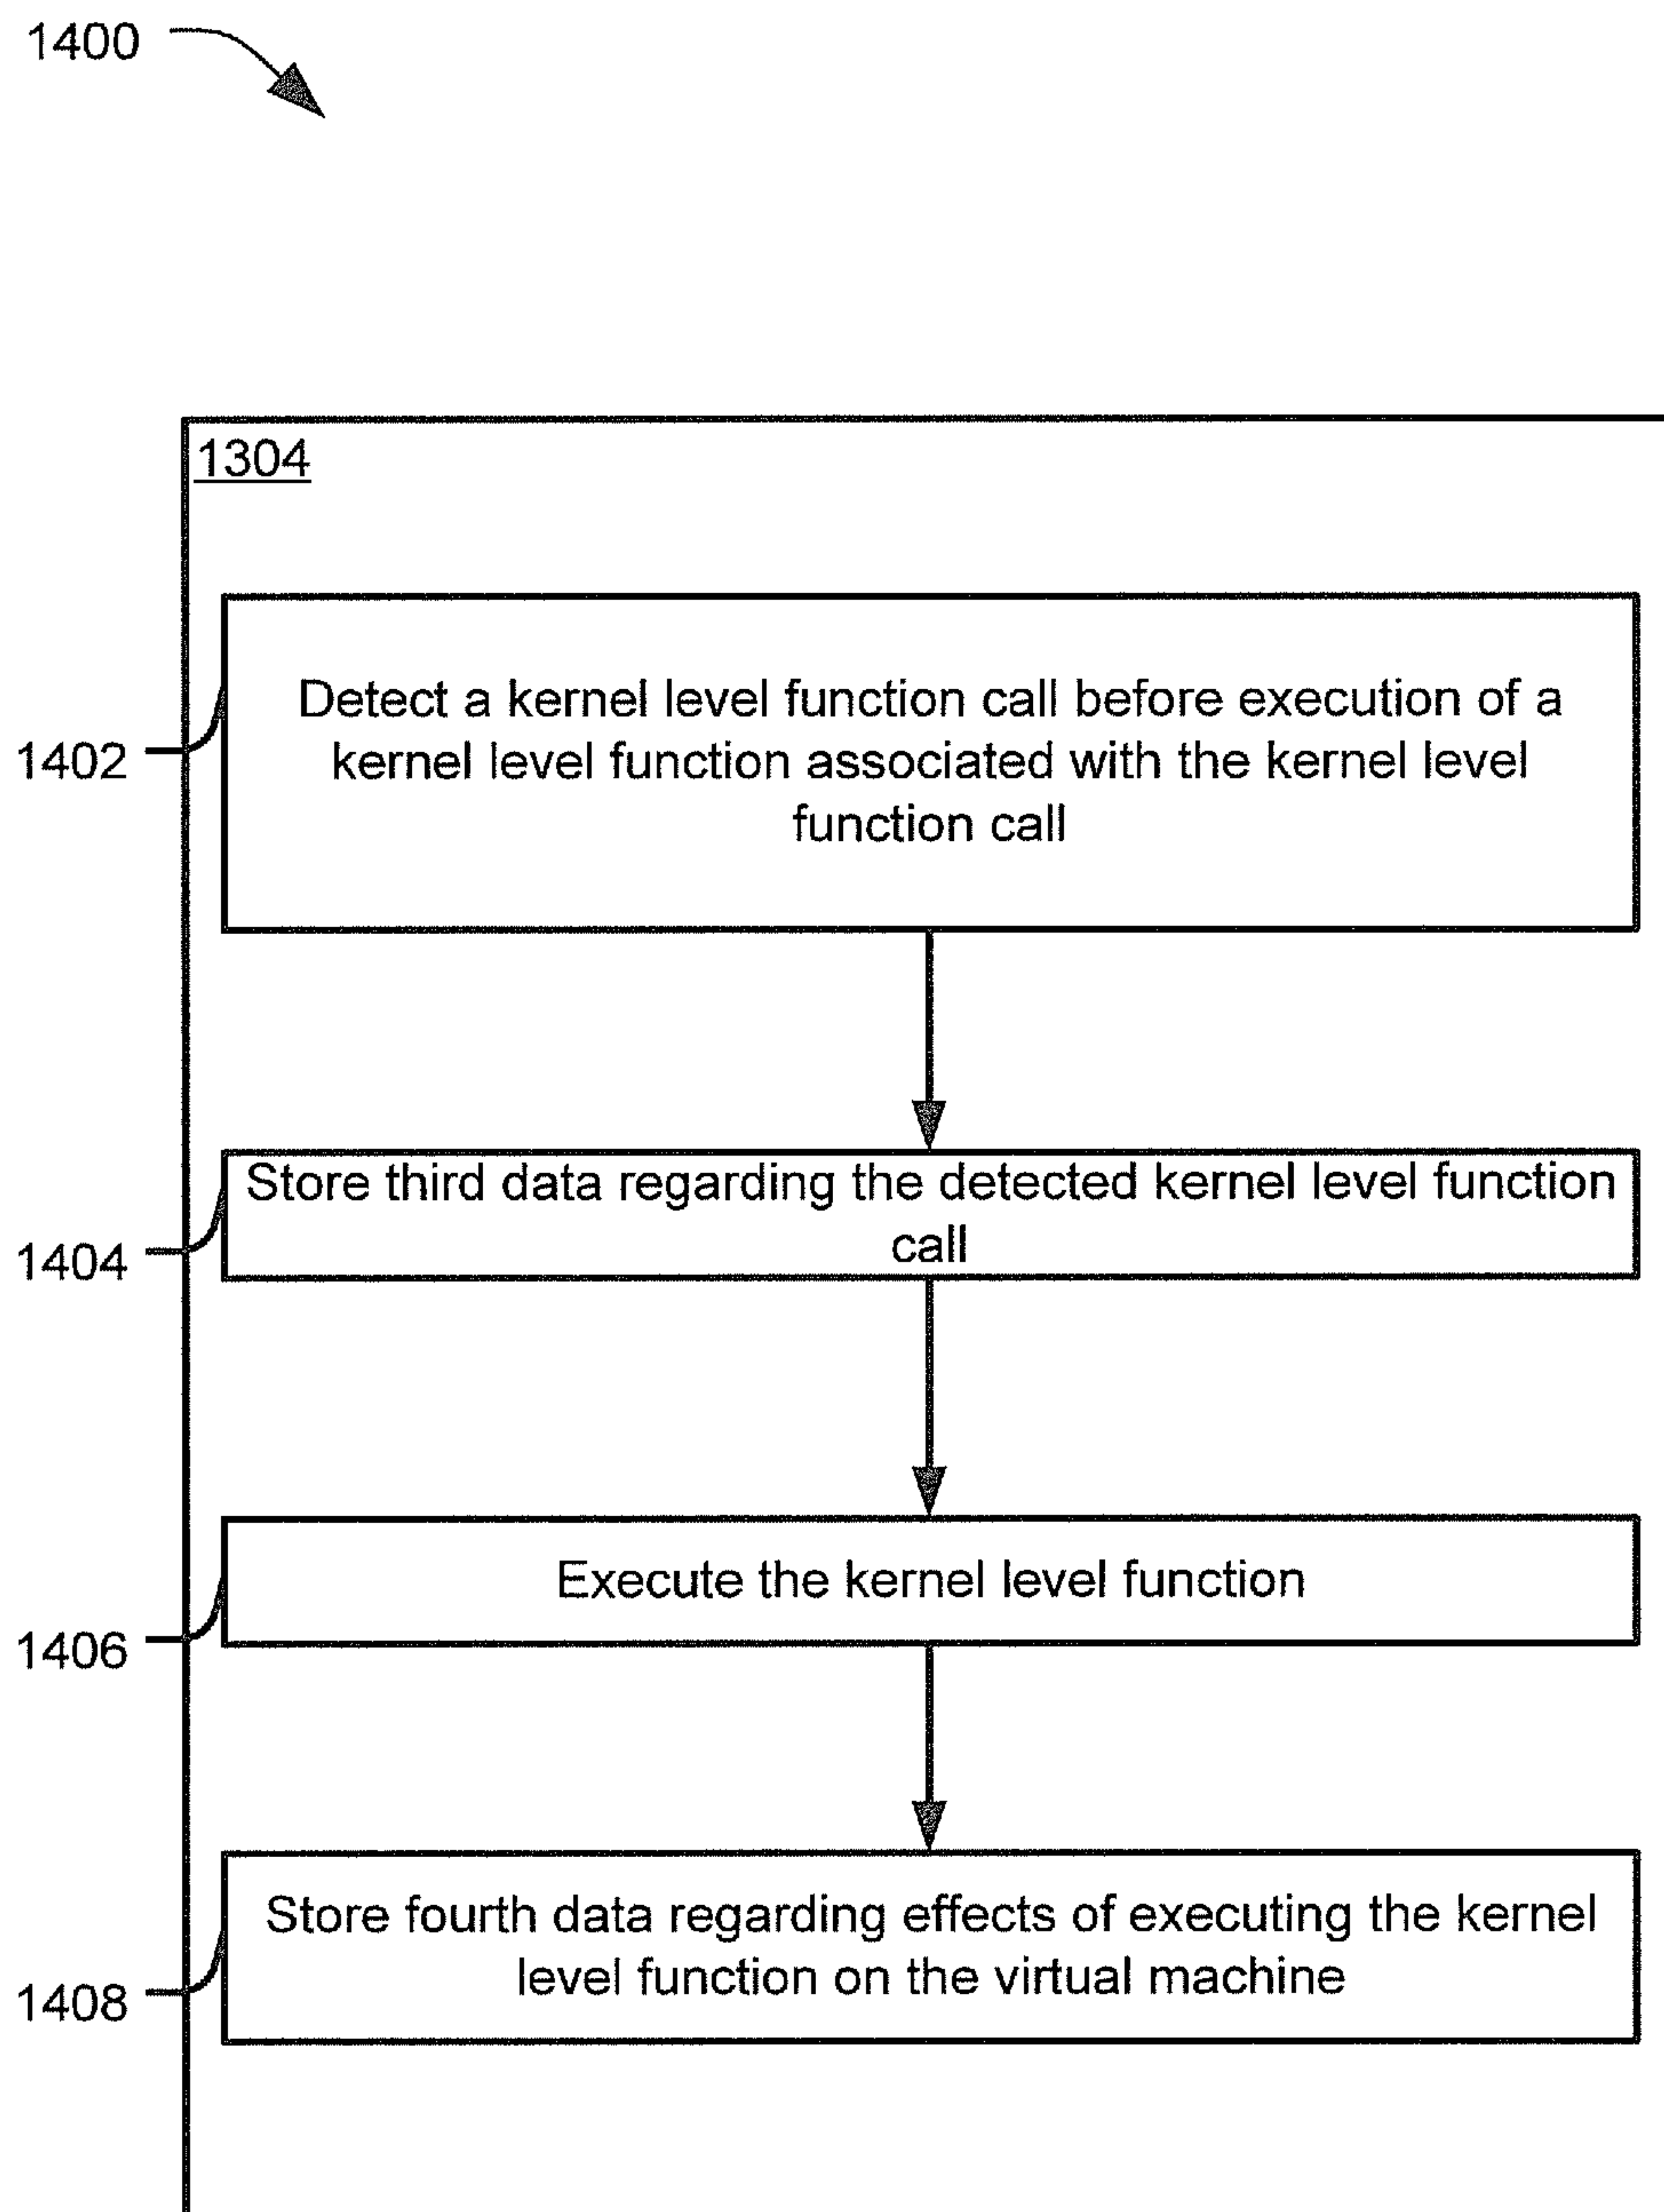 1400
1304
Detect a kernel level function call before execution of a
kernel level function associated with the kernel level
function call
1402
Store third data regarding the detected kernel level function
call
1404
Execute the kernel level function
1406
Store fourth data regarding effects of executing the kernel
level function on the virtual machine
1408